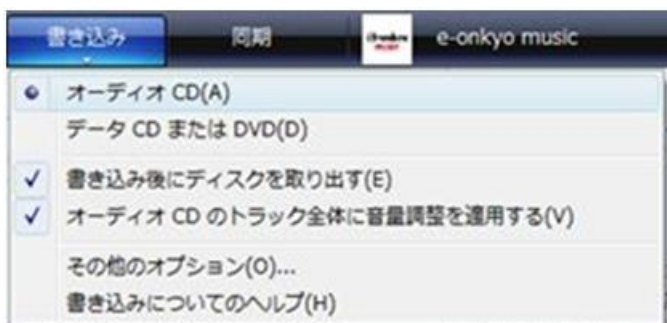 書き込み 同期 e-onkyo music
オーディオ CD(A)
データ CD または DVD(D)
書き込み後にディスクを取り出す(E)
オーディオ CD のトラック全体に音量調整を適用する(V)
その他のオプション(O)...
書き込みについてのヘルプ(H)